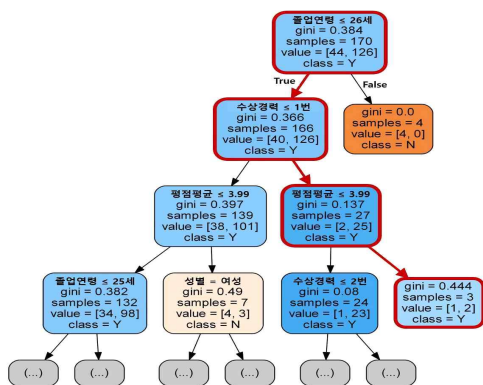 졸업연령 ≤ 26세
gini = 0.384
samples = 170
value = [44, 126]
class = Y
True
False
수상경력 ≤ 1번
gini = 0.366
samples = 166
value = [40, 126]
class = Y
gini = 0.0
samples = 4
value = [4, 0]
class = N
평점평균 ≤ 3.99
gini = 0.397
samples = 139
value = [38, 101]
class = Y
평점평균 ≤ 3.99
gini = 0.137
samples = 27
value = [2, 25]
class = Y
졸업연령 ≤ 25세
gini = 0.382
samples = 132
value = [34, 98]
class = Y
성별 = 여성
gini = 0.49
samples = 7
value = [4, 3]
class = N
수상경력 ≤ 2번
gini = 0.08
samples = 24
value = [1, 23]
class = Y
gini = 0.444
samples = 3
value = [1, 2]
class = Y
(...)
(...)
(...)
(...)
(...)
(...)